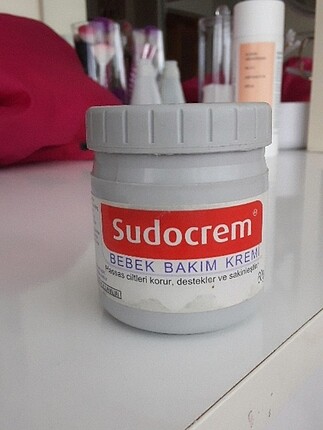 Sudocrem®
BEBEK BAKIM KREMİ
Hassas ciltleri korur, destekler ve sakinleştirir